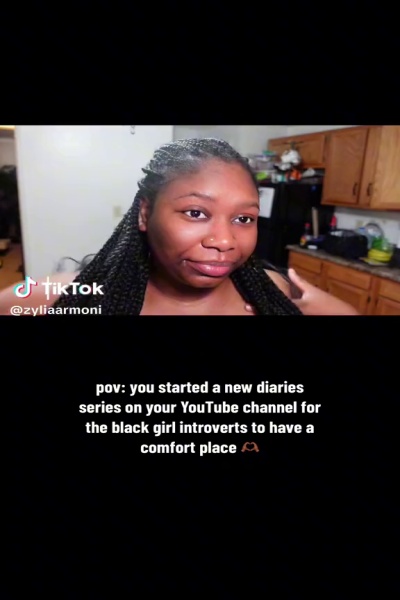 TikTok
@zyliaarmoni
pov: you started a new diaries
series on your YouTube channel for
the black girl introverts to have a
comfort place 🫶🏾